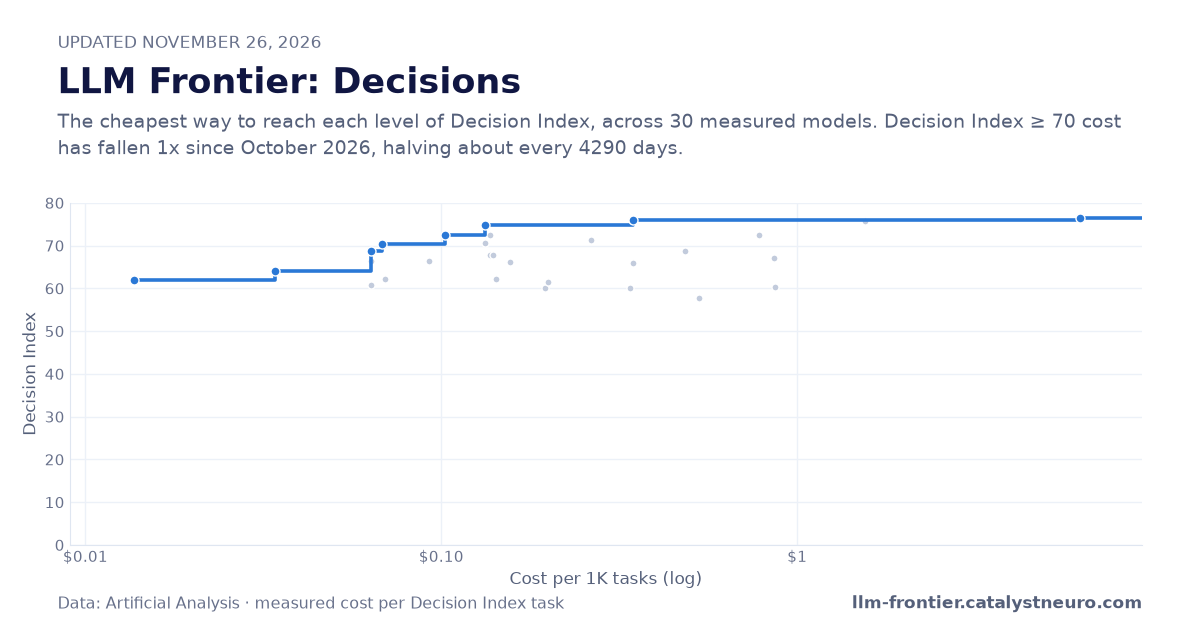 UPDATED NOVEMBER 26, 2026
LLM Frontier: Decisions
The cheapest way to reach each level of Decision Index, across 30 measured models. Decision Index ≥ 70 cost
has fallen 1x since October 2026, halving about every 4290 days.
80
70
60
50
40
30
20
10
0
Decision Index
$0.01
$0.10
$1
Cost per 1K tasks (log)
Data: Artificial Analysis · measured cost per Decision Index task
llm-frontier.catalystneuro.com